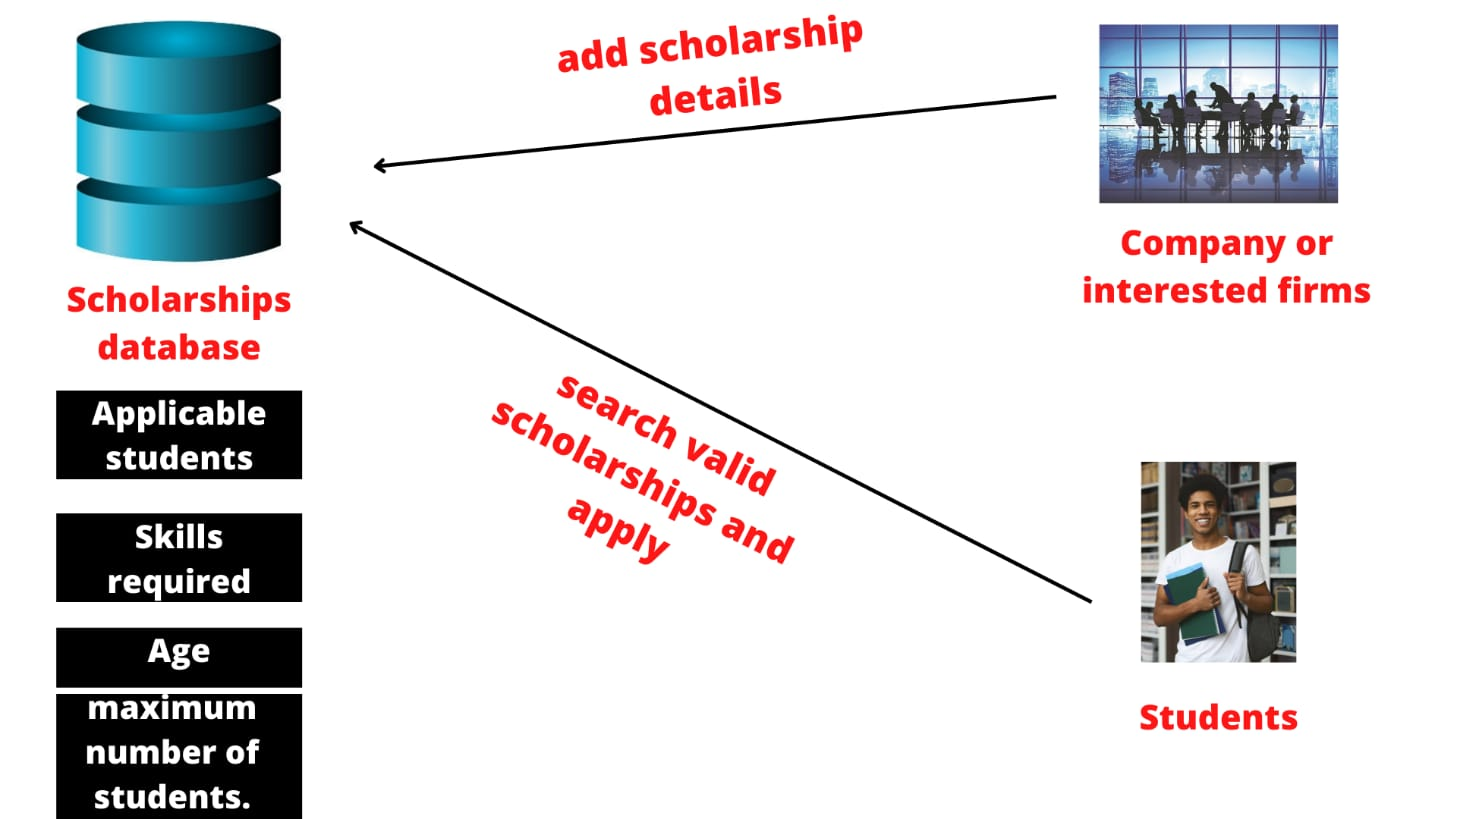 add scholarship
details
Company or
interested firms
Scholarships
database
Applicable
students
Skills
required
Age
maximum
number of
students.
search valid
scholarships and
apply
Students